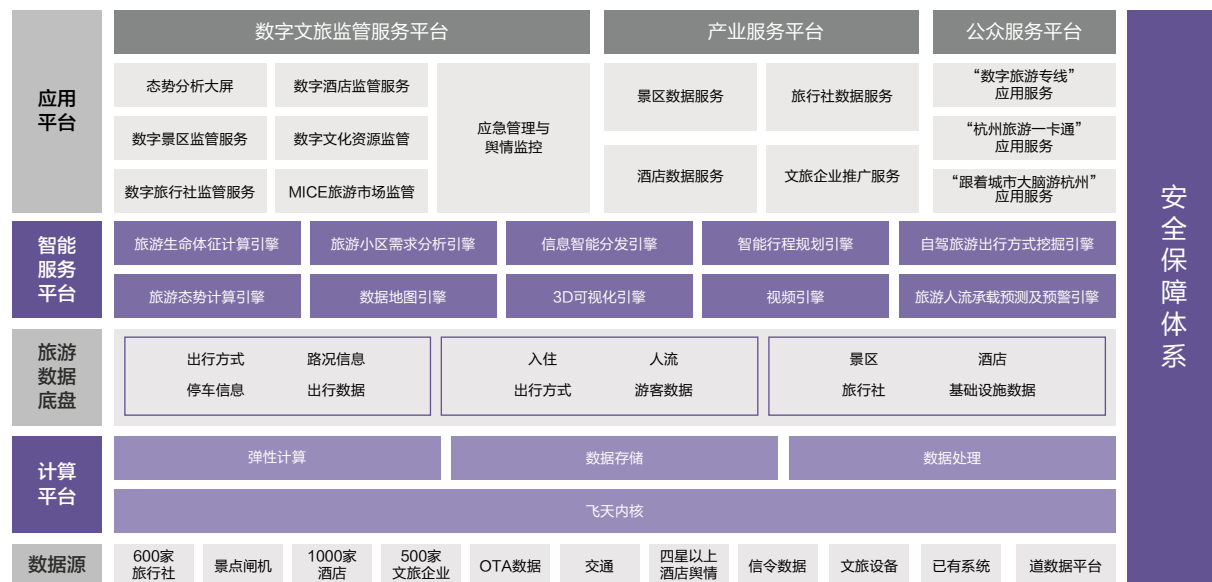 数字文旅监管服务平台
产业服务平台
公众服务平台
应用
平台
态势分析大屏
数字酒店监管服务
数字景区监管服务
数字文化资源监管
数字旅行社监管服务
MICE旅游市场监管
应急管理与
舆情监控
景区数据服务
旅行社数据服务
酒店数据服务
文旅企业推广服务
“数字旅游专线”
应用服务
“杭州旅游一卡通”
应用服务
“跟着城市大脑游杭州”
应用服务
智能
服务
平台
旅游生命体征计算引擎
旅游小区需求分析引擎
信息智能分发引擎
智能行程规划引擎
自驾旅游出行方式挖掘引擎
旅游态势计算引擎
数据地图引擎
3D可视化引擎
视频引擎
旅游人流承载预测及预警引擎
旅游
数据
底盘
出行方式
路况信息
停车信息
出行数据
入住
人流
出行方式
游客数据
景区
酒店
旅行社
基础设施数据
计算
平台
弹性计算
数据存储
数据处理
飞天内核
数据源
600家
旅行社
景点闸机
1000家
酒店
500家
文旅企业
OTA数据
交通
四星以上
酒店舆情
信令数据
文旅设备
已有系统
道数据平台
安全保障体系